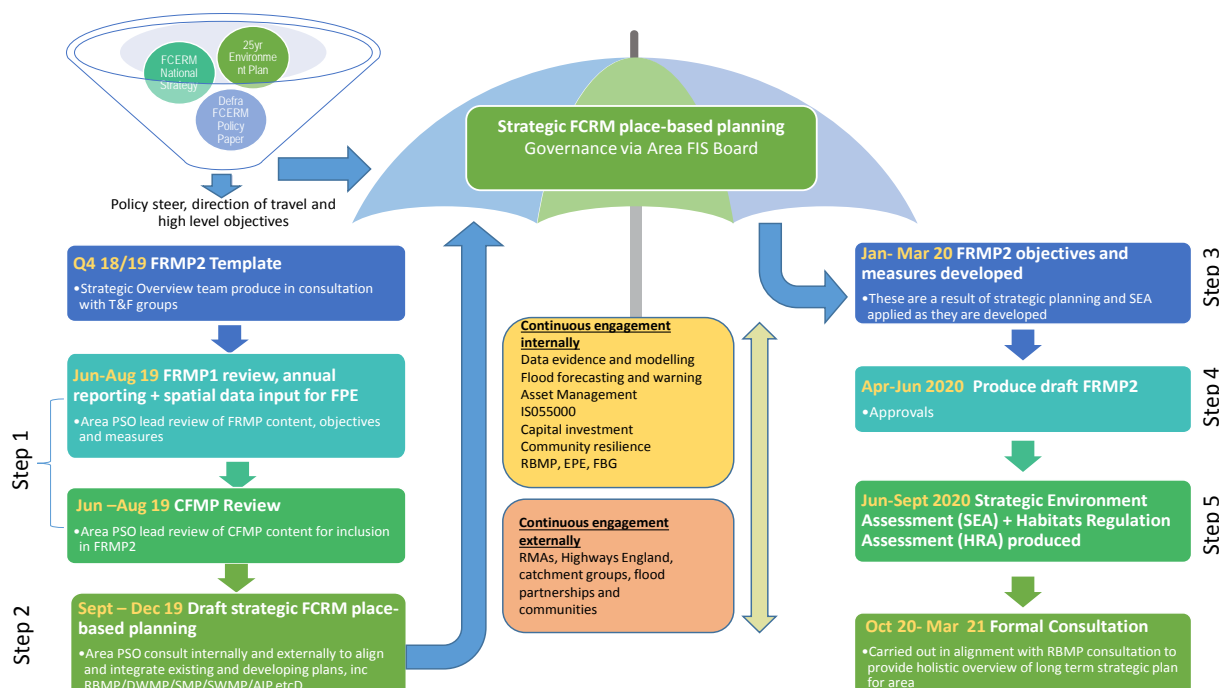 FCERM
National
Strategy
25yr
Environme
nt Plan
Defra
FCERM
Policy
Paper
Policy steer, direction of travel and
high level objectives
Strategic FCRM place-based planning
Governance via Area FIS Board
Q4 18/19 FRMP2 Template
•Strategic Overview team produce in consultation
with T&F groups
Step 1
Jun-Aug 19 FRMP1 review, annual
reporting + spatial data input for FPE
•Area PSO lead review of FRMP content, objectives
and measures
Jun –Aug 19 CFMP Review
•Area PSO lead review of CFMP content for inclusion
in FRMP2
Step 2
Sept – Dec 19 Draft strategic FCRM place-
based planning
•Area PSO consult internally and externally to align
and integrate existing and developing plans, inc
RBMP/DWMP/SMP/SWMP/AIP etcD
Continuous engagement
internally
Data evidence and modelling
Flood forecasting and warning
Asset Management
IS055000
Capital investment
Community resilience
RBMP, EPE, FBG
Continuous engagement
externally
RMAs, Highways England,
catchment groups, flood
partnerships and
communities
Step 3
Jan- Mar 20 FRMP2 objectives and
measures developed
•These are a result of strategic planning and SEA
applied as they are developed
Step 4
Apr-Jun 2020 Produce draft FRMP2
•Approvals
Step 5
Jun-Sept 2020 Strategic Environment
Assessment (SEA) + Habitats Regulation
Assessment (HRA) produced
Oct 20- Mar 21 Formal Consultation
•Carried out in alignment with RBMP consultation to
provide holistic overview of long term strategic plan
for area